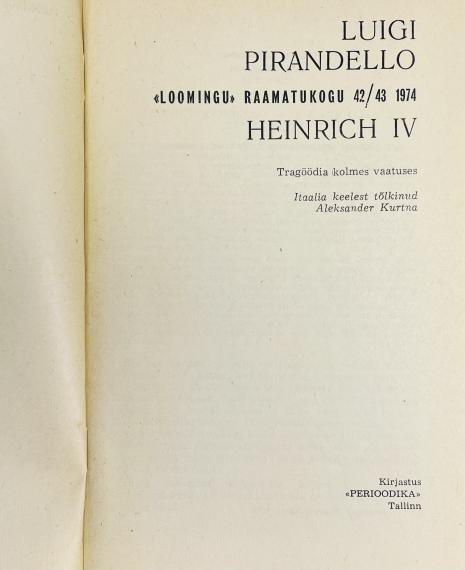 LUIGI
PIRANDELLO
«LOOMINGU» RAAMATUKOGU 42/43 1974
HEINRICH IV
Tragöödia kolmes vaatuses
Itaalia keelest tõlkinud
Aleksander Kurtna
Kirjastus
«PERIOODIKA»
Tallinn